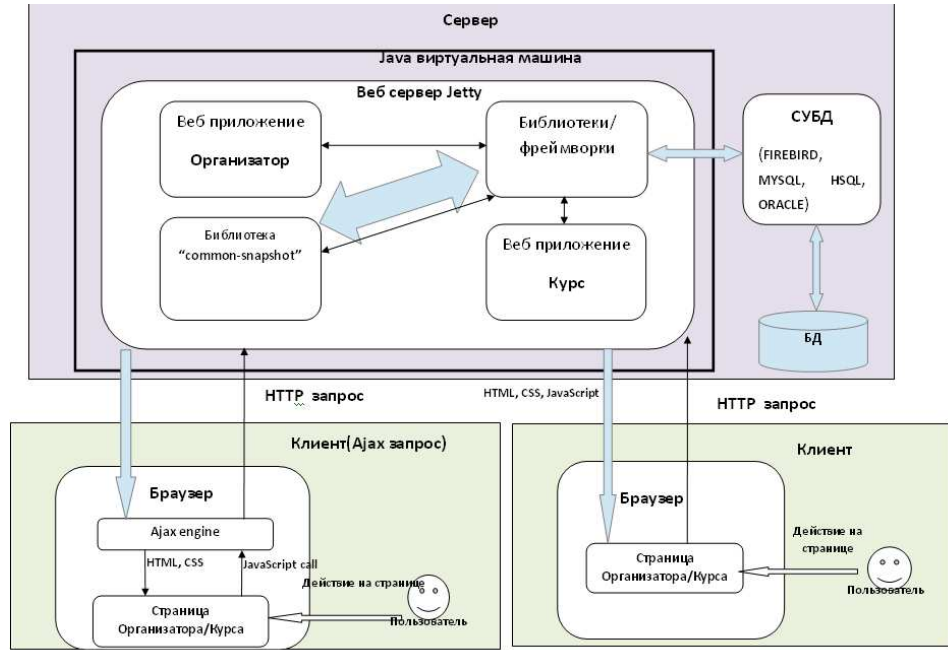 Сервер
Java виртуальная машина
Веб сервер Jetty
Веб приложение
Организатор
Библиотеки/
фреймворки
СУБД
(FIREBIRD,
MYSQL, HSQL,
ORACLE)
Библиотека
“common-snapshot”
Веб приложение
Курс
БД
HTTP запрос
HTML, CSS, JavaScript
HTTP запрос
Клиент(Ajax запрос)
Браузер
Ajax engine
HTML, CSS
JavaScript call
Действие на странице
Страница
Организатора/Курса
Пользователь
Клиент
Браузер
Действие на
странице
Страница
Организатора/Курса
Пользователь